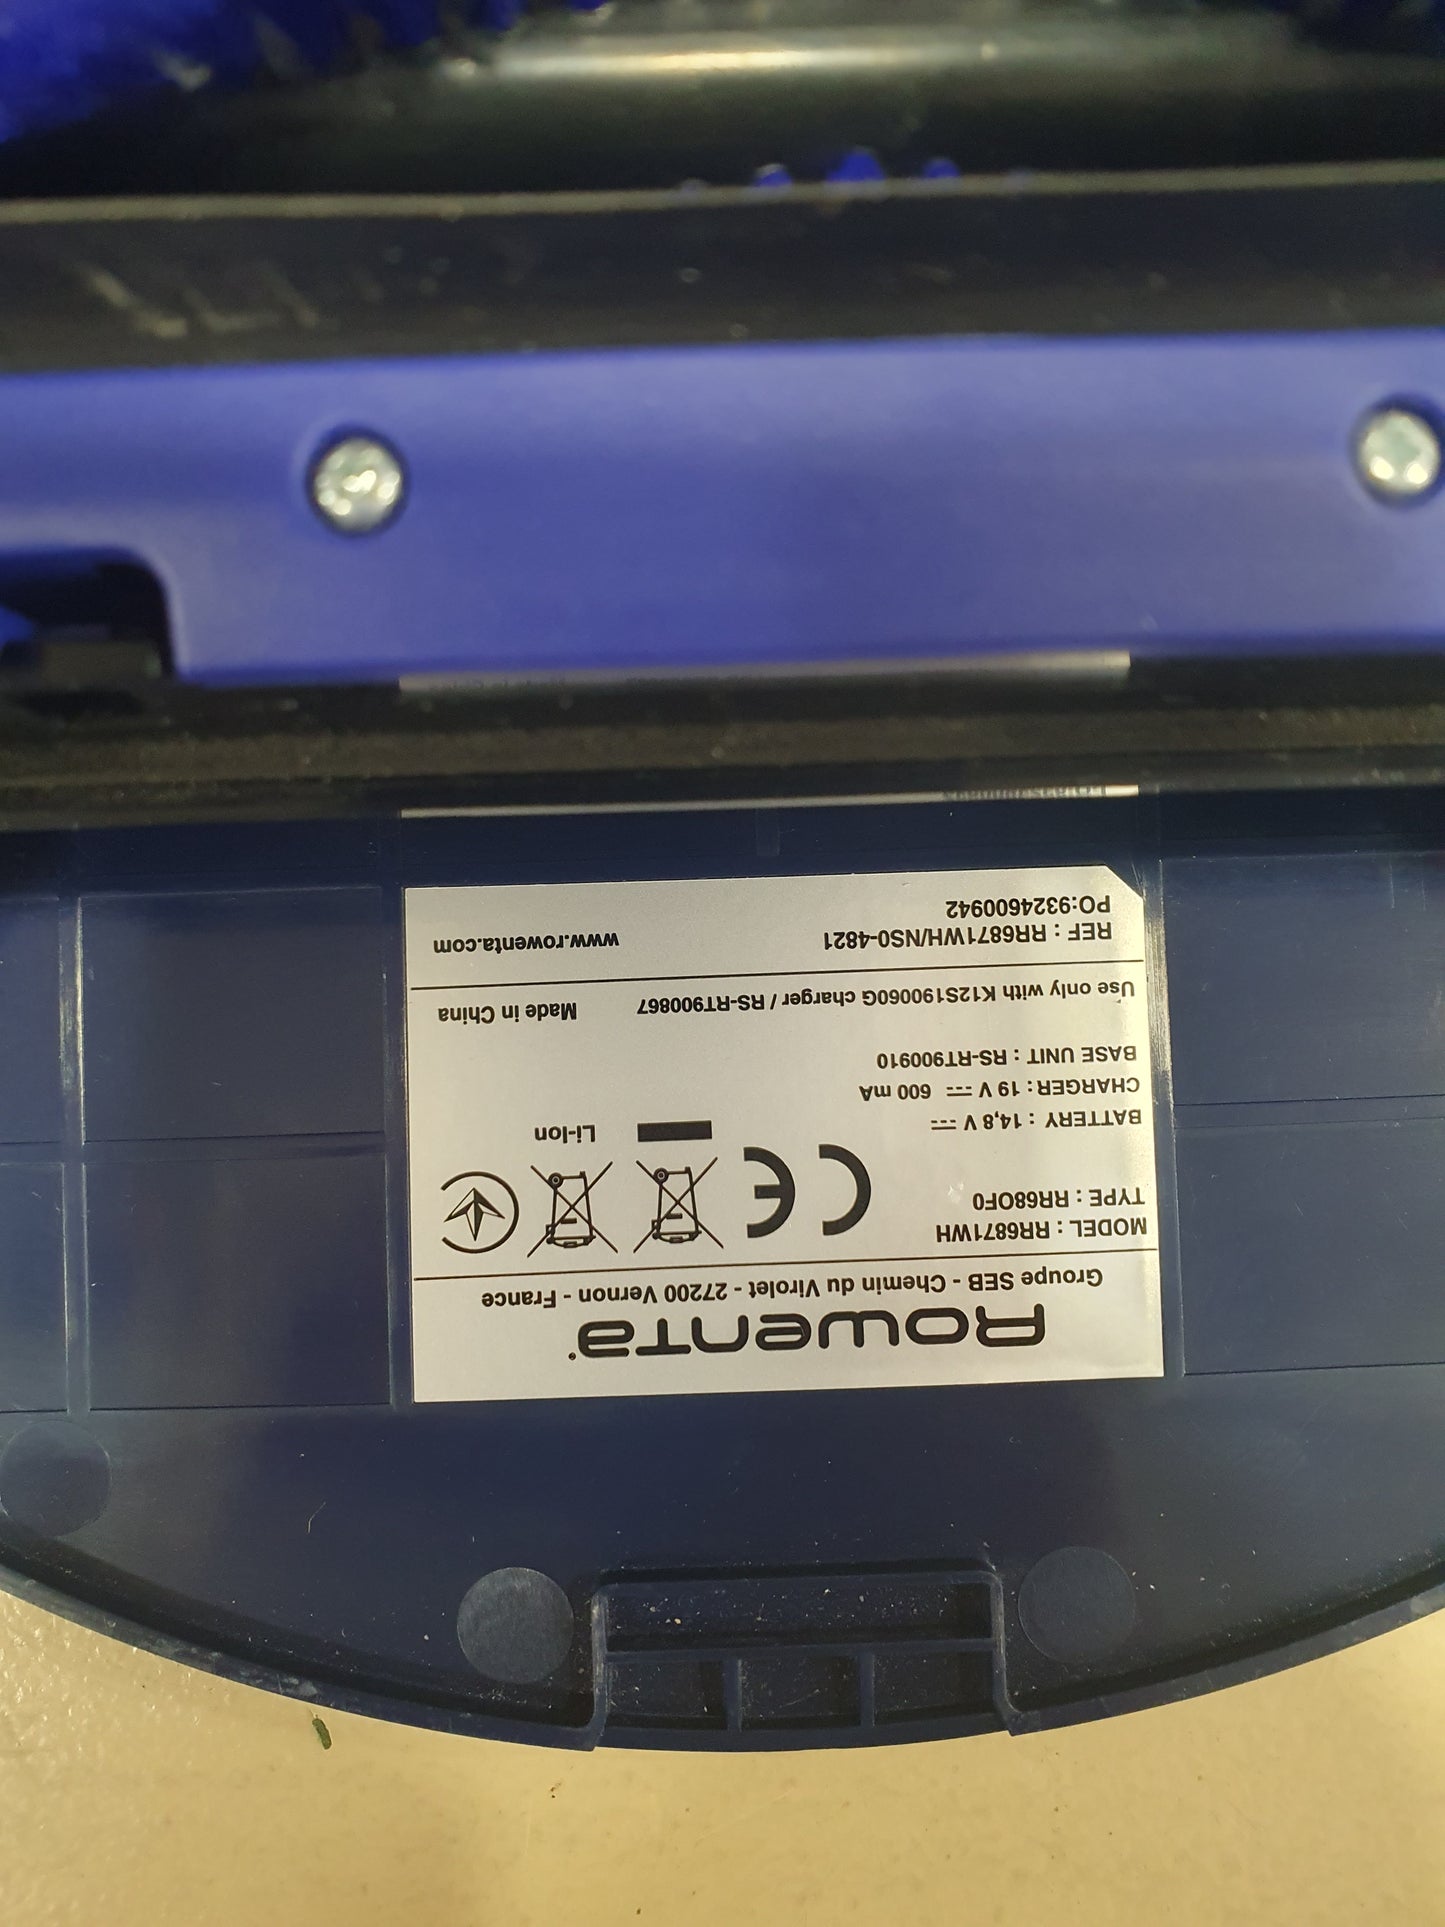 Rowenta
Groupe SEB - Chemin du Virolet - 27200 Vernon - France
MODEL : RR6871WH
TYPE : RR68OF0
BATTERY : 14,8 V
Li-Ion
CHARGER : 19 V 600 mA
BASE UNIT : RS-RT900910
Use only with K12S190060G charger / RS-RT900867 Made in China
REF : RR6871WH/NS0-4821 www.rowenta.com
PO:9324600942